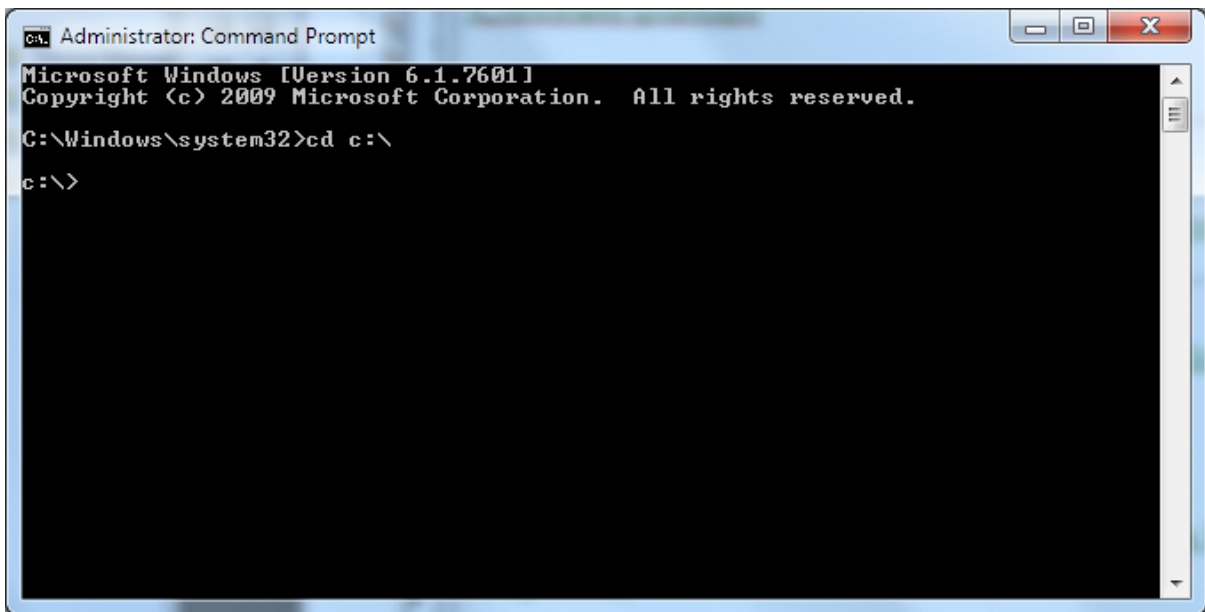 Administrator: Command Prompt
Microsoft Windows [Version 6.1.7601]
Copyright (c) 2009 Microsoft Corporation.  All rights reserved.
C:\Windows\system32>cd c:\
c:\>